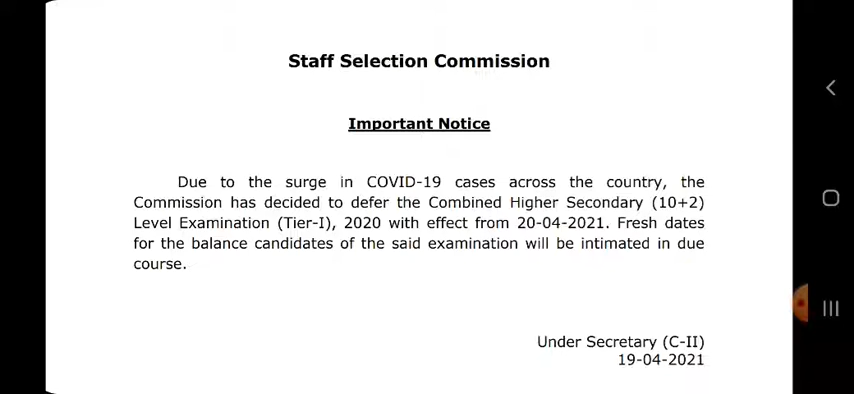 Staff Selection Commission
Important Notice
Due to the surge in COVID-19 cases across the country, the
Commission has decided to defer the Combined Higher Secondary (10+2)
Level Examination (Tier-I), 2020 with effect from 20-04-2021. Fresh dates
for the balance candidates of the said examination will be intimated in due
course.
Under Secretary (C-II)
19-04-2021